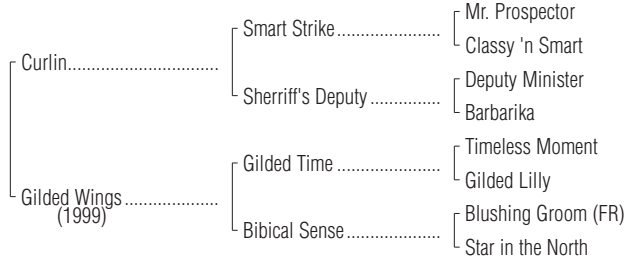 Mr. Prospector
Smart Strike
Classy 'n Smart
Curlin
Deputy Minister
Sherriff's Deputy
Barbarika
Timeless Moment
Gilded Time
Gilded Lilly
Gilded Wings
(1999)
Blushing Groom (FR)
Bibical Sense
Star in the North